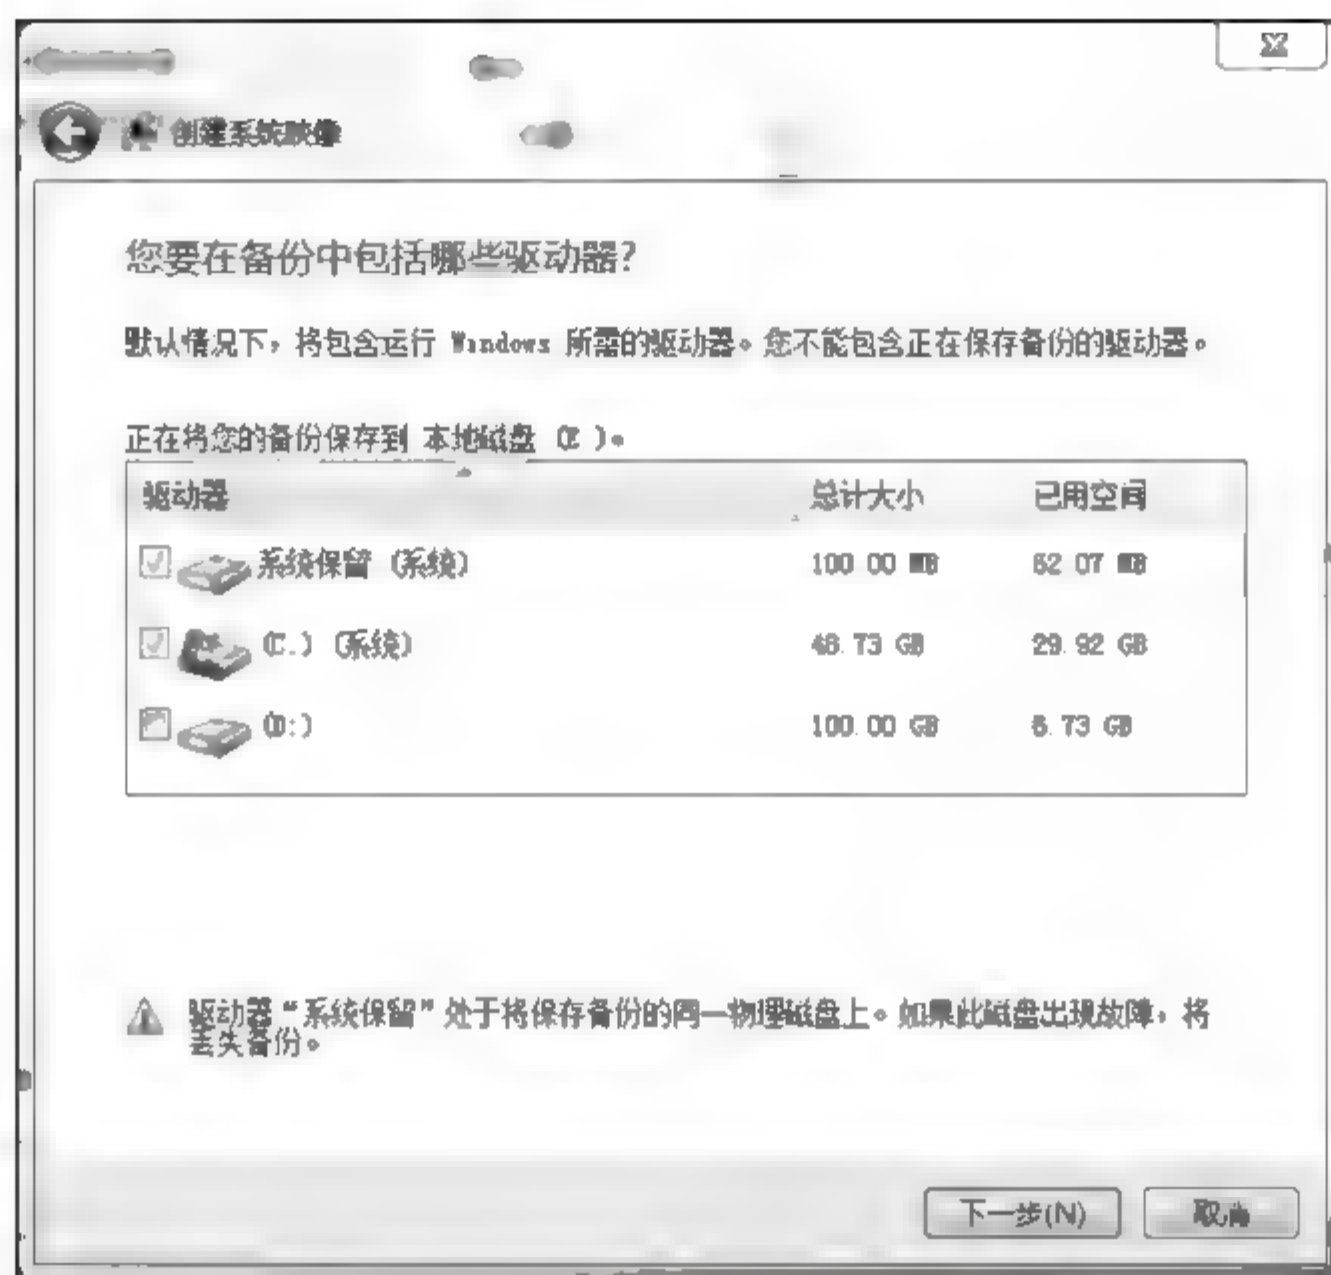 创建系统映像
您要在备份中包括哪些驱动器?
默认情况下，将包含运行 Windows 所需的驱动器。您不能包含正在保存备份的驱动器。
正在将您的备份保存到 本地磁盘 (E )。
驱动器 总计大小 已用空间
系统保留 (系统) 100 00 MB 62 07 MB
(C.) (系统) 48.73 GB 29.92 GB
(D:) 100.00 GB 6.73 GB
驱动器“系统保留”处于将保存备份的同一物理磁盘上。如果此磁盘出现故障，将
丢失备份。
下一步(N) 取消